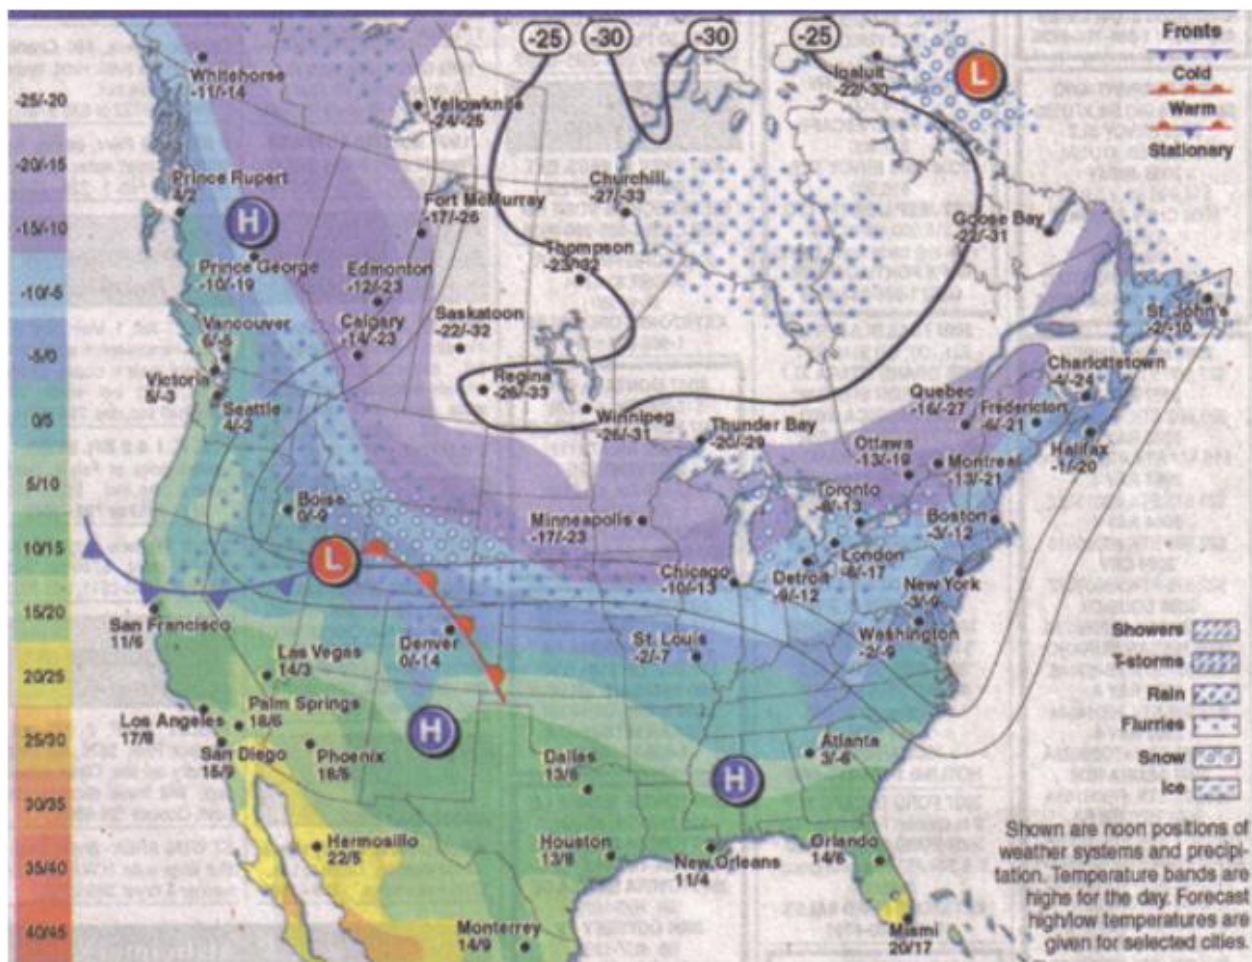 -25
-30
-30
-25
Fronts
Cold
Warm
Stationary
L
Whitehorse
-11/-14
Yellowknife
-24/-25
Iqaluit
-22/-30
-25/-20
-20/-15
-15/-10
-10/-5
-5/0
0/5
5/10
10/15
15/20
20/25
25/30
30/35
35/40
40/45
Prince Rupert
4/2
H
Churchill
-27/-33
Fort McMurray
-17/-26
Goose Bay
-22/-31
Prince George
-10/-19
Edmonton
-12/-23
Thompson
Saskatoon
-22/-32
Vancouver
6/-5
Calgary
-14/-23
St. John's
-2/-10
Victoria
5/-3
Regina
-26/-33
Charlottetown
-4/-24
Seattle
4/-2
Winnipeg
-26/-31
Quebec
-16/-27
Fredericton
-6/-21
Thunder Bay
-20/-29
Ottawa
-13/-19
Montreal
-13/-21
Halifax
-1/-20
Boise
0/-9
Toronto
-8/-13
Minneapolis
-17/-23
Boston
-3/-12
L
London
-8/-17
Chicago
-10/-13
Detroit
-9/-12
New York
-3/-9
San Francisco
11/6
Denver
0/-14
St. Louis
-2/-7
Washington
-2/-9
Las Vegas
14/3
Palm Springs
18/6
H
Los Angeles
17/8
San Diego
Phoenix
18/5
Dallas
13/6
H
Atlanta
3/-6
Showers
T-storms
Rain
Flurries
Snow
Ice
Hermosillo
22/5
Houston
13/8
New Orleans
11/4
Orlando
14/6
Monterrey
14/9
Miami
20/17
Shown are noon positions of
weather systems and precipi-
tation. Temperature bands are
highs for the day. Forecast
high/low temperatures are
given for selected cities.